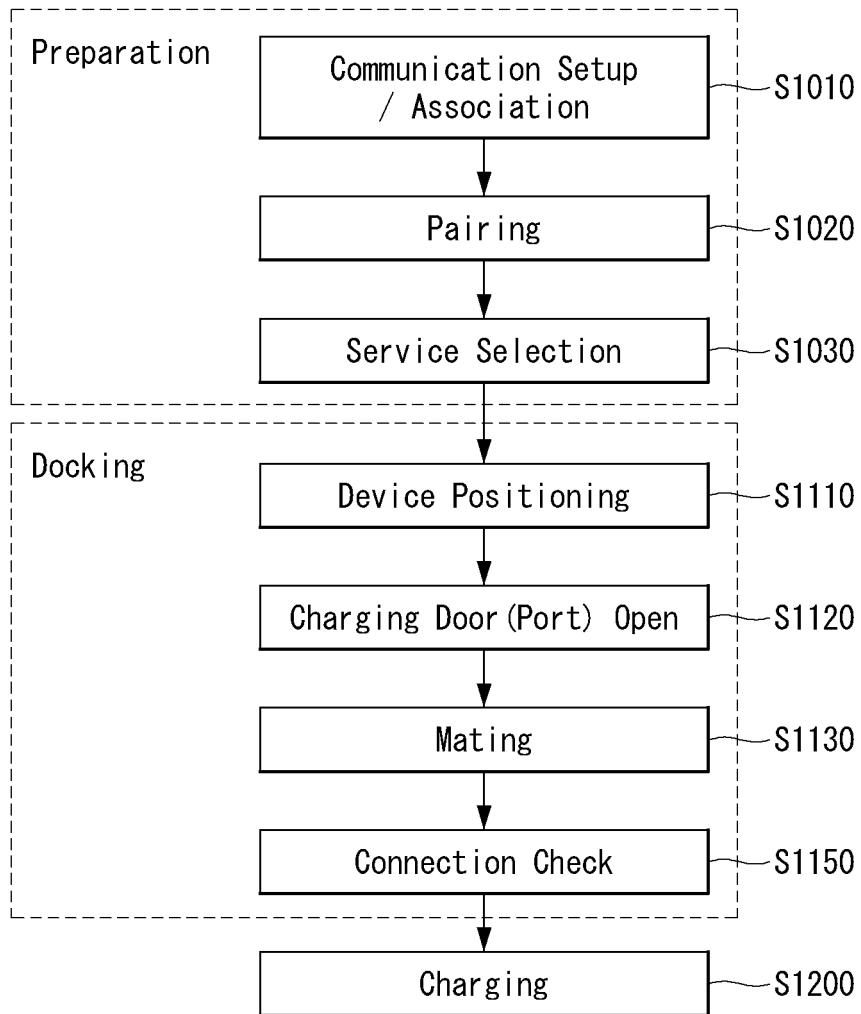 Preparation
Communication Setup
/ Association
S1010
Pairing
S1020
Service Selection
S1030
Docking
Device Positioning
S1110
Charging Door(Port) Open
S1120
Mating
S1130
Connection Check
S1150
Charging
S1200